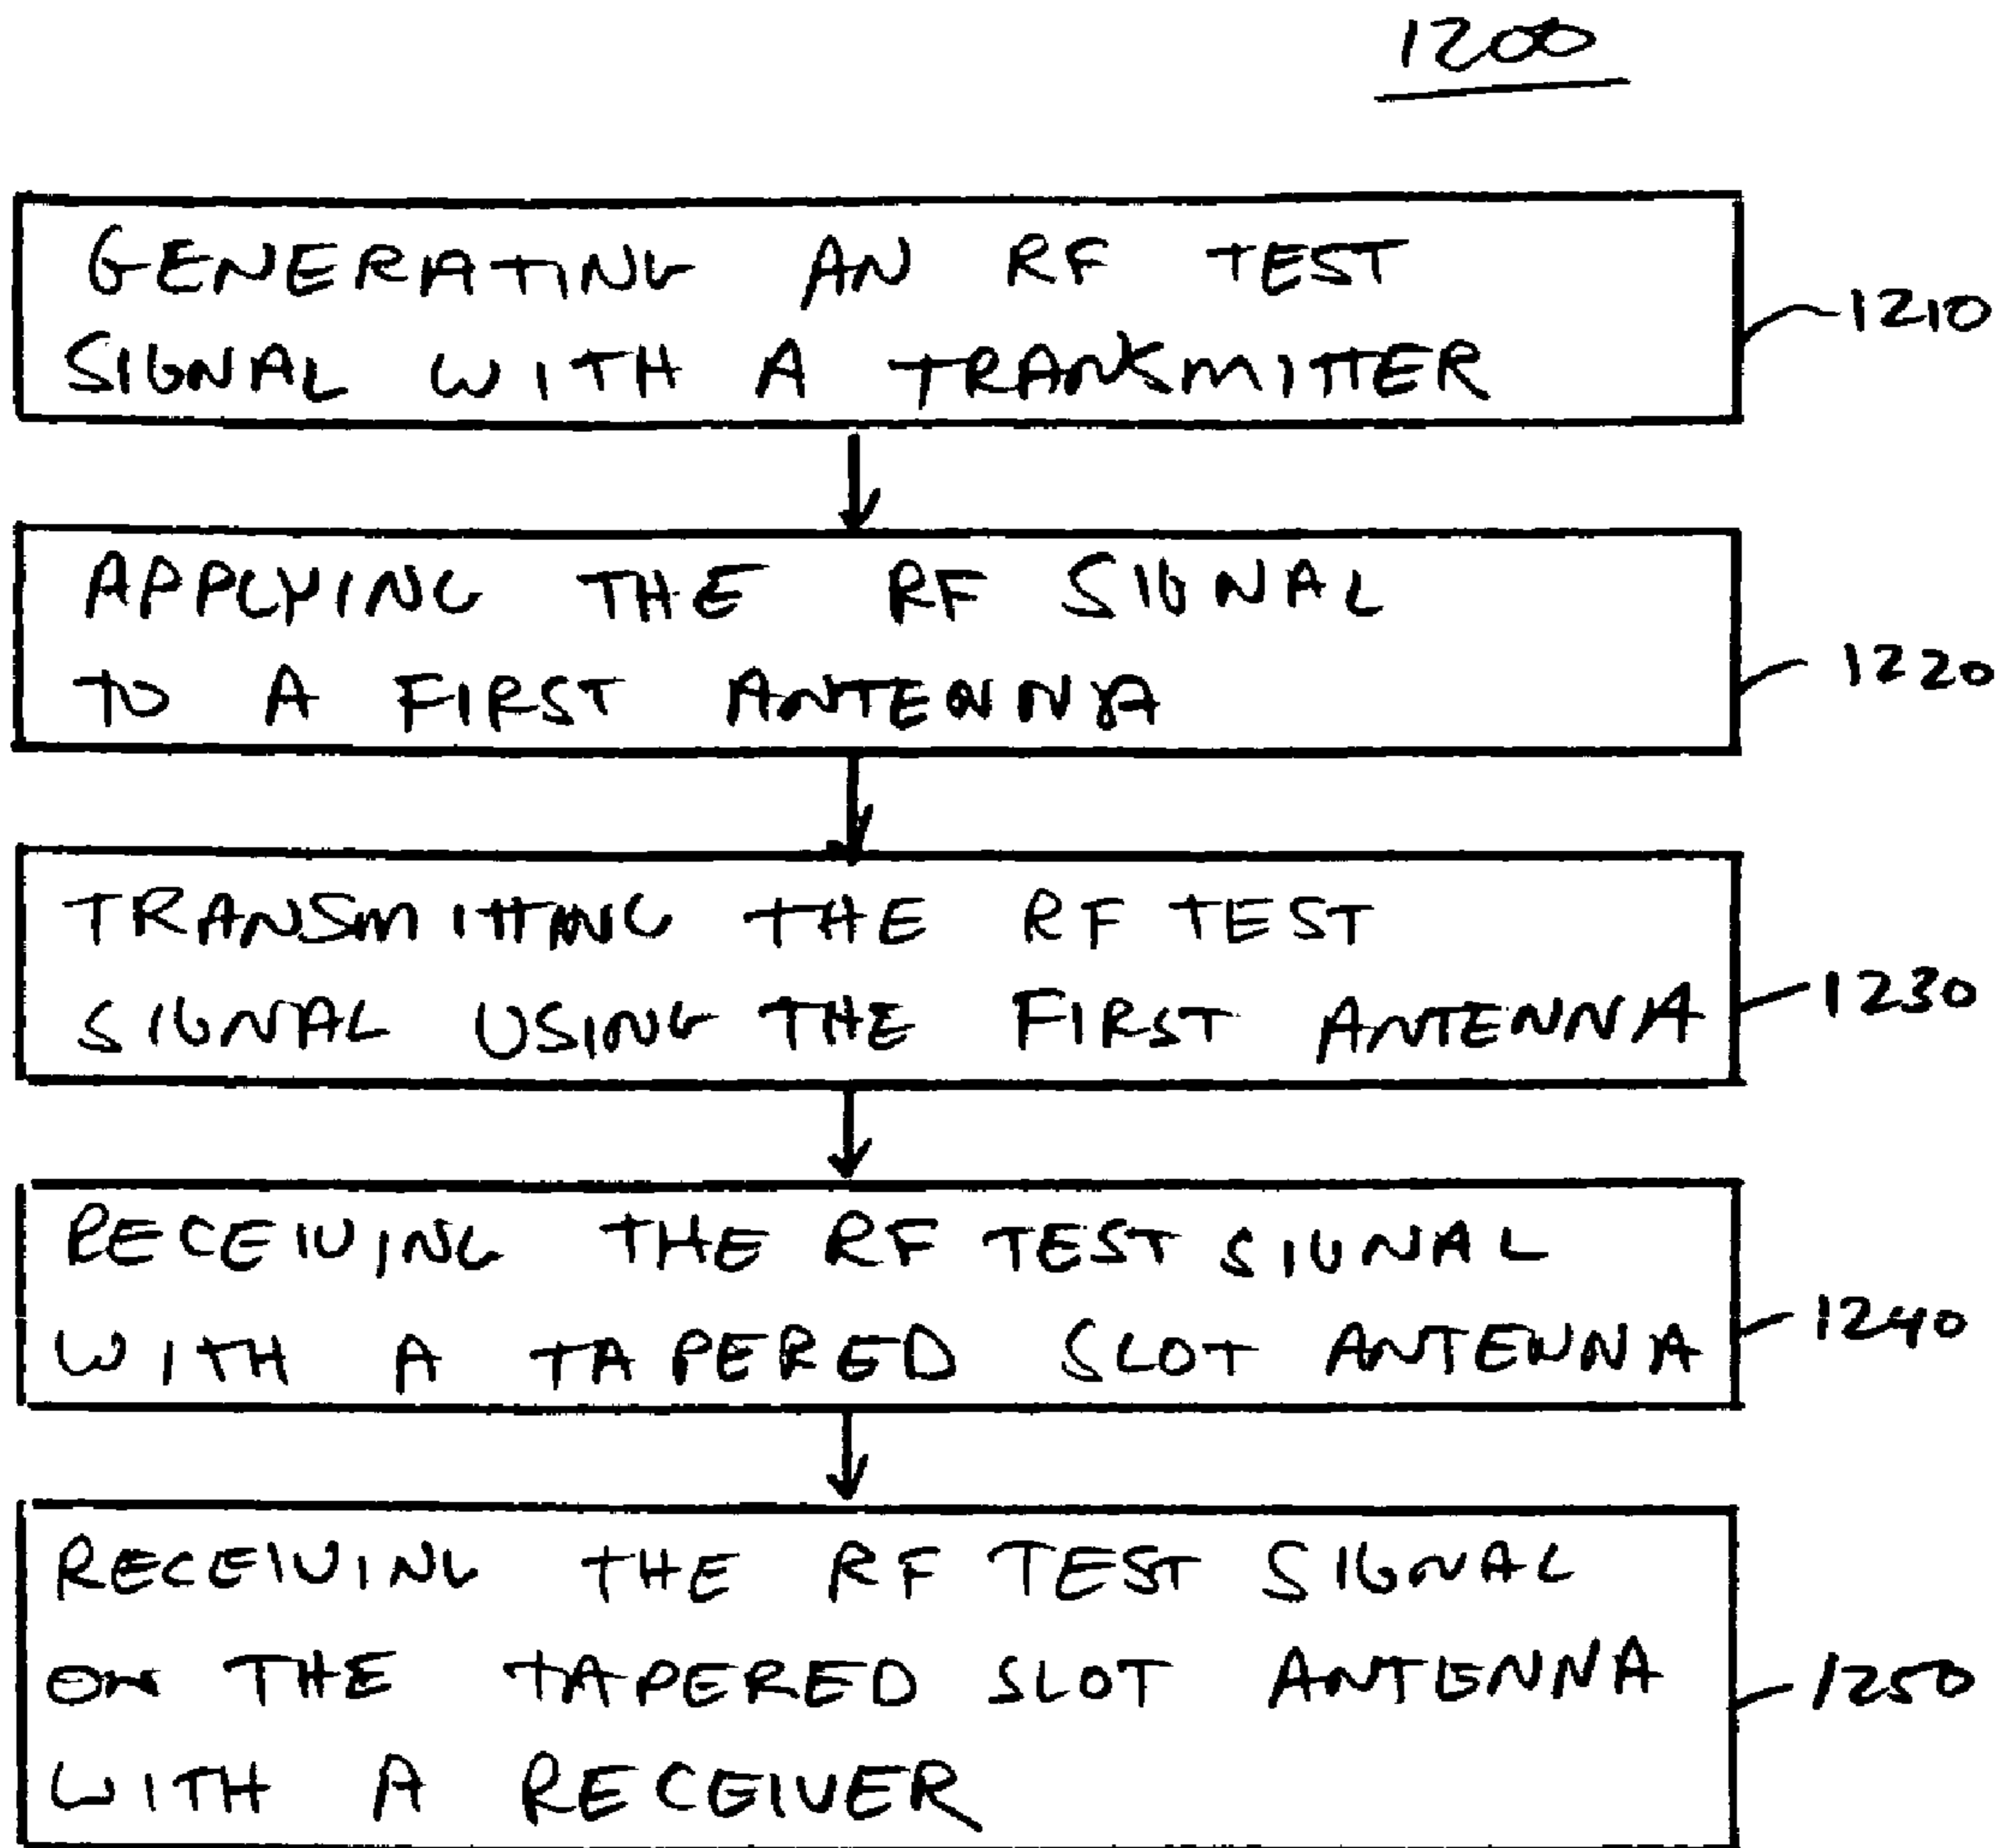 1200
GENERATING AN RF TEST
SIGNAL WITH A TRANSMITTER
1210
APPLYING THE RF SIGNAL
TO A FIRST ANTENNA
1220
TRANSMITTING THE RF TEST
SIGNAL USING THE FIRST ANTENNA
1230
RECEIVING THE RF TEST SIGNAL
WITH A TAPERED SLOT ANTENNA
1240
RECEIVING THE RF TEST SIGNAL
ON THE TAPERED SLOT ANTENNA
WITH A RECEIVER
1250